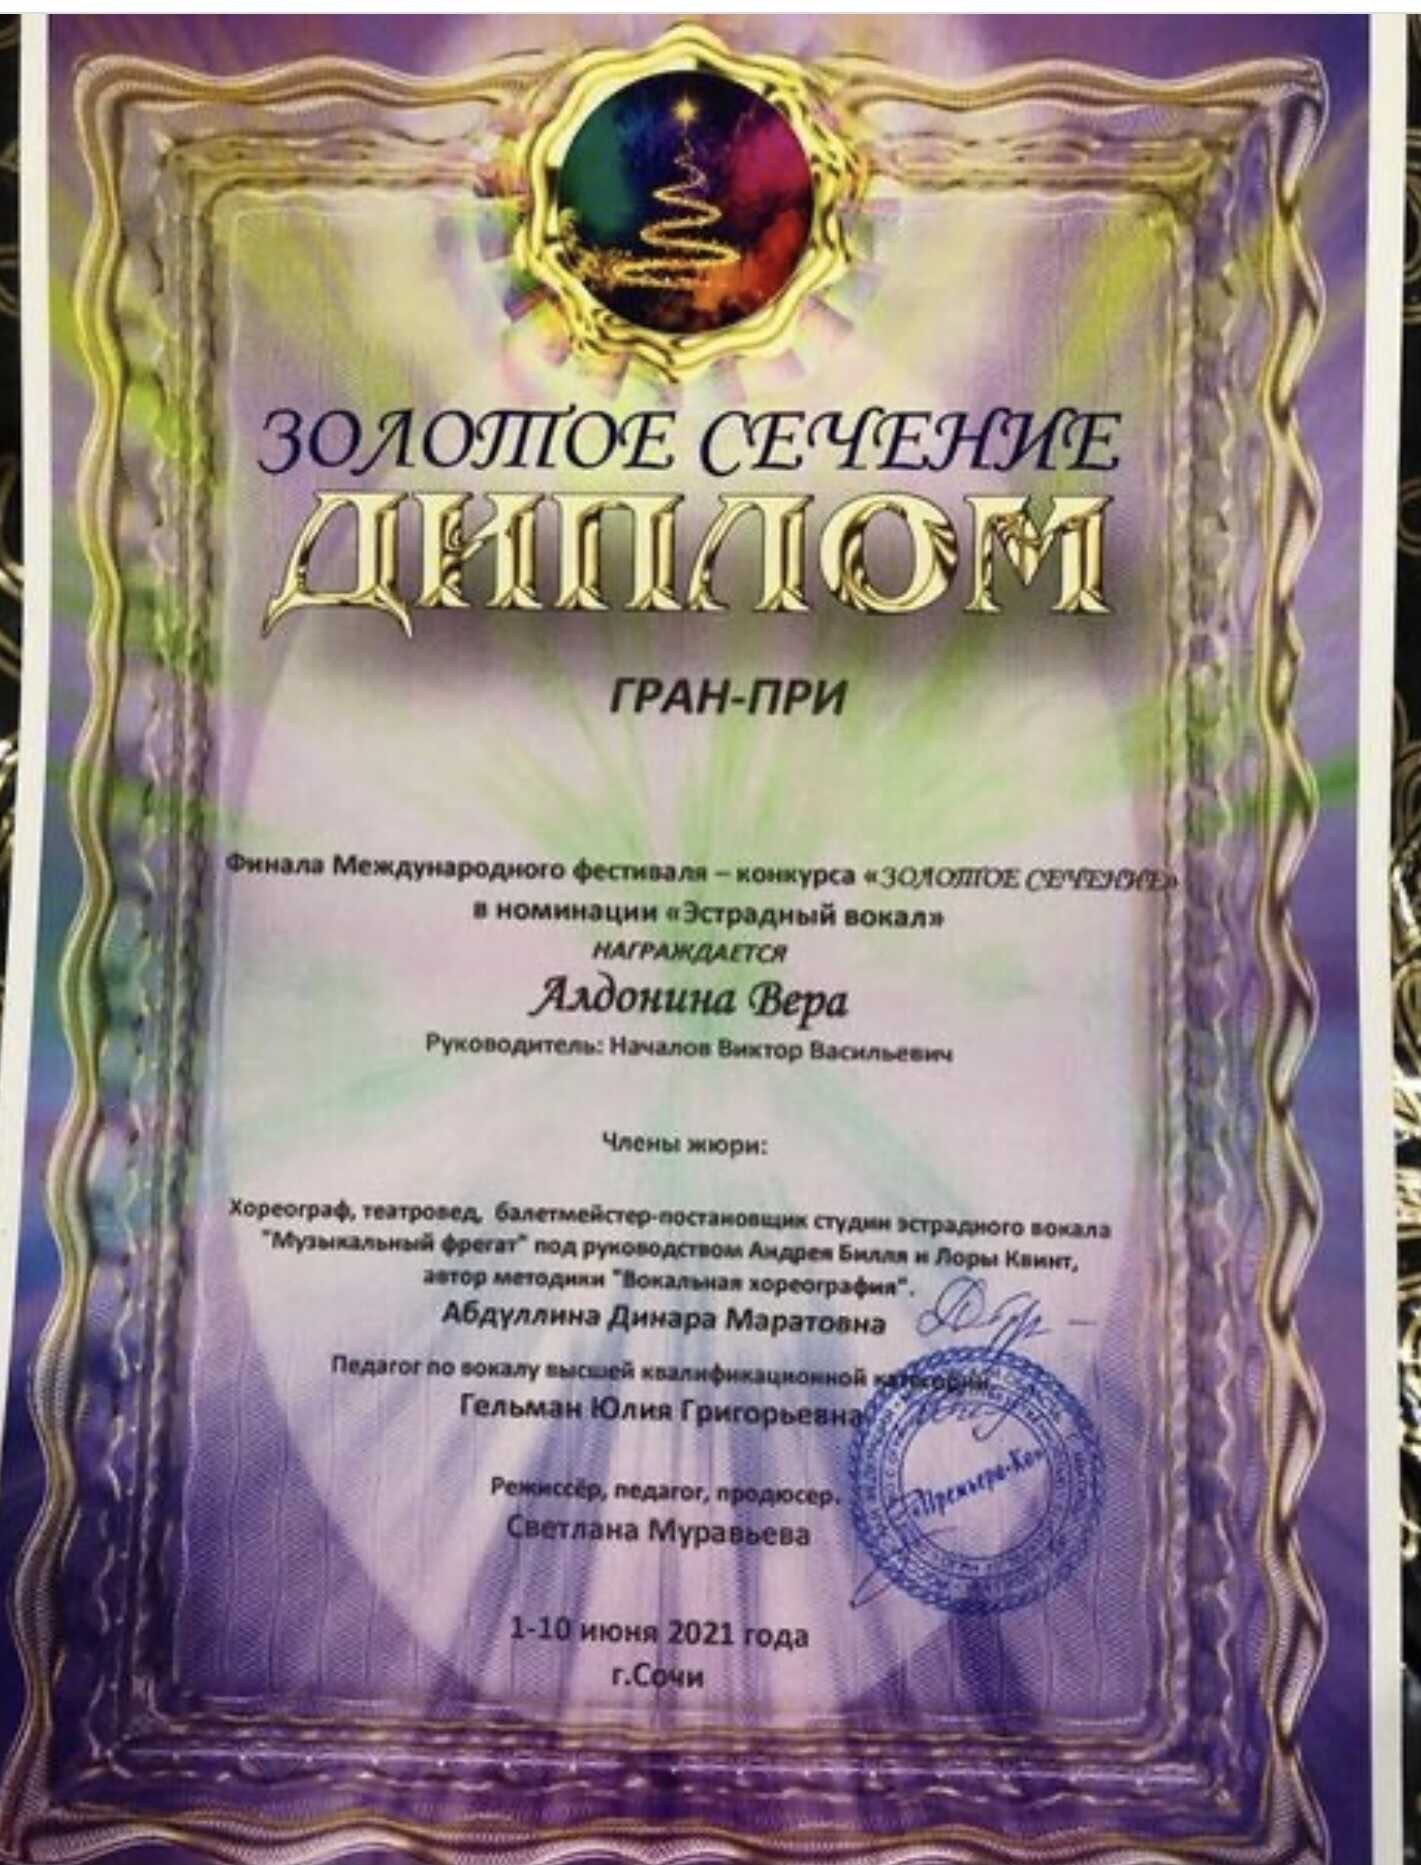 ЗОЛОТОЕ СЕЧЕНИЕ
ДИПЛОМ
ГРАН-ПРИ
Финала Международного фестиваля – конкурса «ЗОЛОТОЕ СЕЧЕНИЕ»
в номинации «Эстрадный вокал»
НАГРАЖДАЕТСЯ
Алдонина Вера
Руководитель: Началов Виктор Васильевич
Члены жюри:
Хореограф, театровед, балетмейстер-постановщик студии эстрадного вокала
"Музыкальный фрегат" под руководством Андрея Билля и Лоры Квинт,
автор методики "Вокальная хореография".
Абдуллина Динара Маратовна
Педагог по вокалу высшей квалификационной категории.
Гельман Юлия Григорьевна
Режиссёр, педагог, продюсер.
Светлана Муравьева
1-10 июня 2021 года
г.Сочи